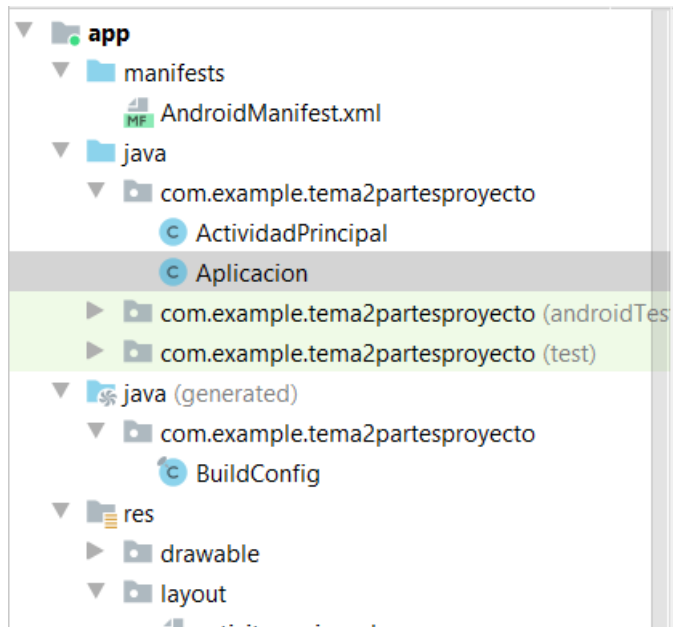 app
manifests
MF AndroidManifest.xml
java
com.example.tema2partesproyecto
C ActividadPrincipal
C Aplicacion
com.example.tema2partesproyecto (androidTes
com.example.tema2partesproyecto (test)
java (generated)
com.example.tema2partesproyecto
C BuildConfig
res
drawable
layout